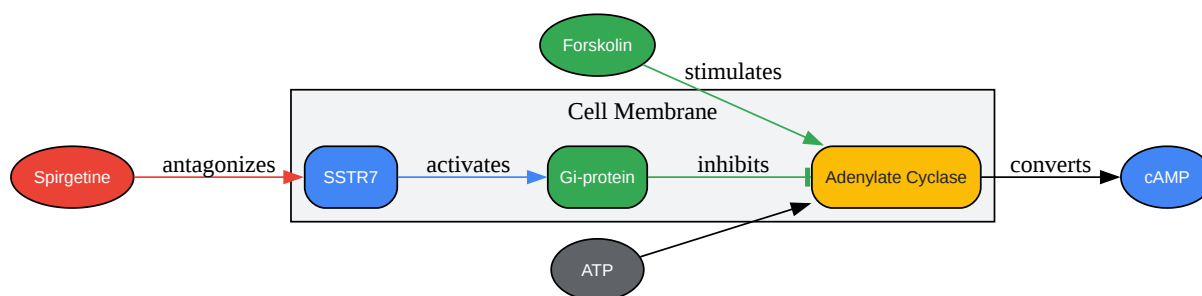 Forskolin
stimulates
Cell Membrane
Spirgetine
antagonizes
SSTR7
activates
Gi-protein
inhibits
Adenylate Cyclase
converts
cAMP
ATP